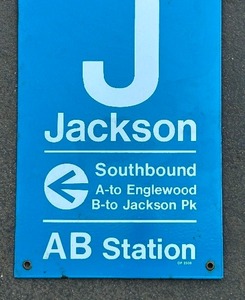 J
Jackson
Southbound
A-to Englewood
B-to Jackson Pk
AB Station